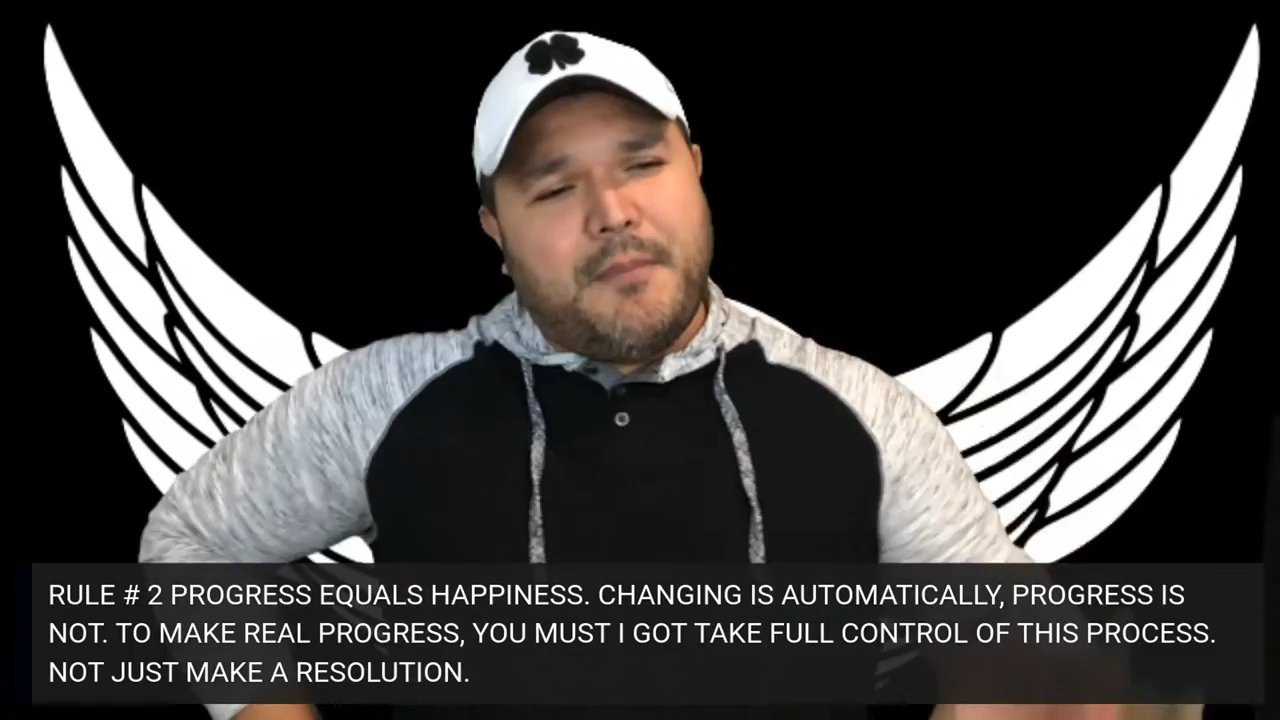 RULE # 2 PROGRESS EQUALS HAPPINESS. CHANGING IS AUTOMATICALLY, PROGRESS IS
NOT. TO MAKE REAL PROGRESS, YOU MUST I GOT TAKE FULL CONTROL OF THIS PROCESS.
NOT JUST MAKE A RESOLUTION.